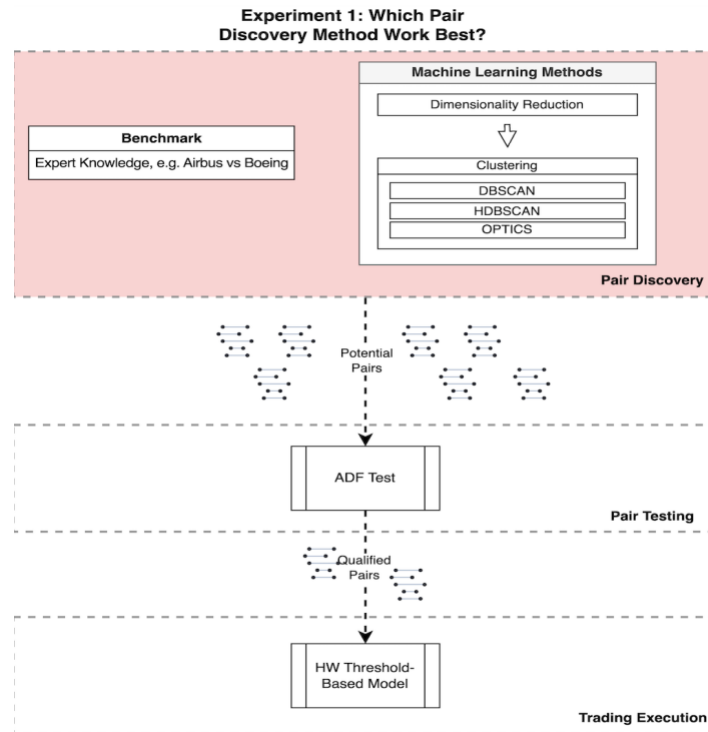 Experiment 1: Which Pair
Discovery Method Work Best?
Machine Learning Methods
Dimensionality Reduction
Benchmark
Expert Knowledge, e.g. Airbus vs Boeing
Clustering
DBSCAN
HDBSCAN
OPTICS
Pair Discovery
Potential
Pairs
ADF Test
Pair Testing
Qualified
Pairs
HW Threshold-
Based Model
Trading Execution